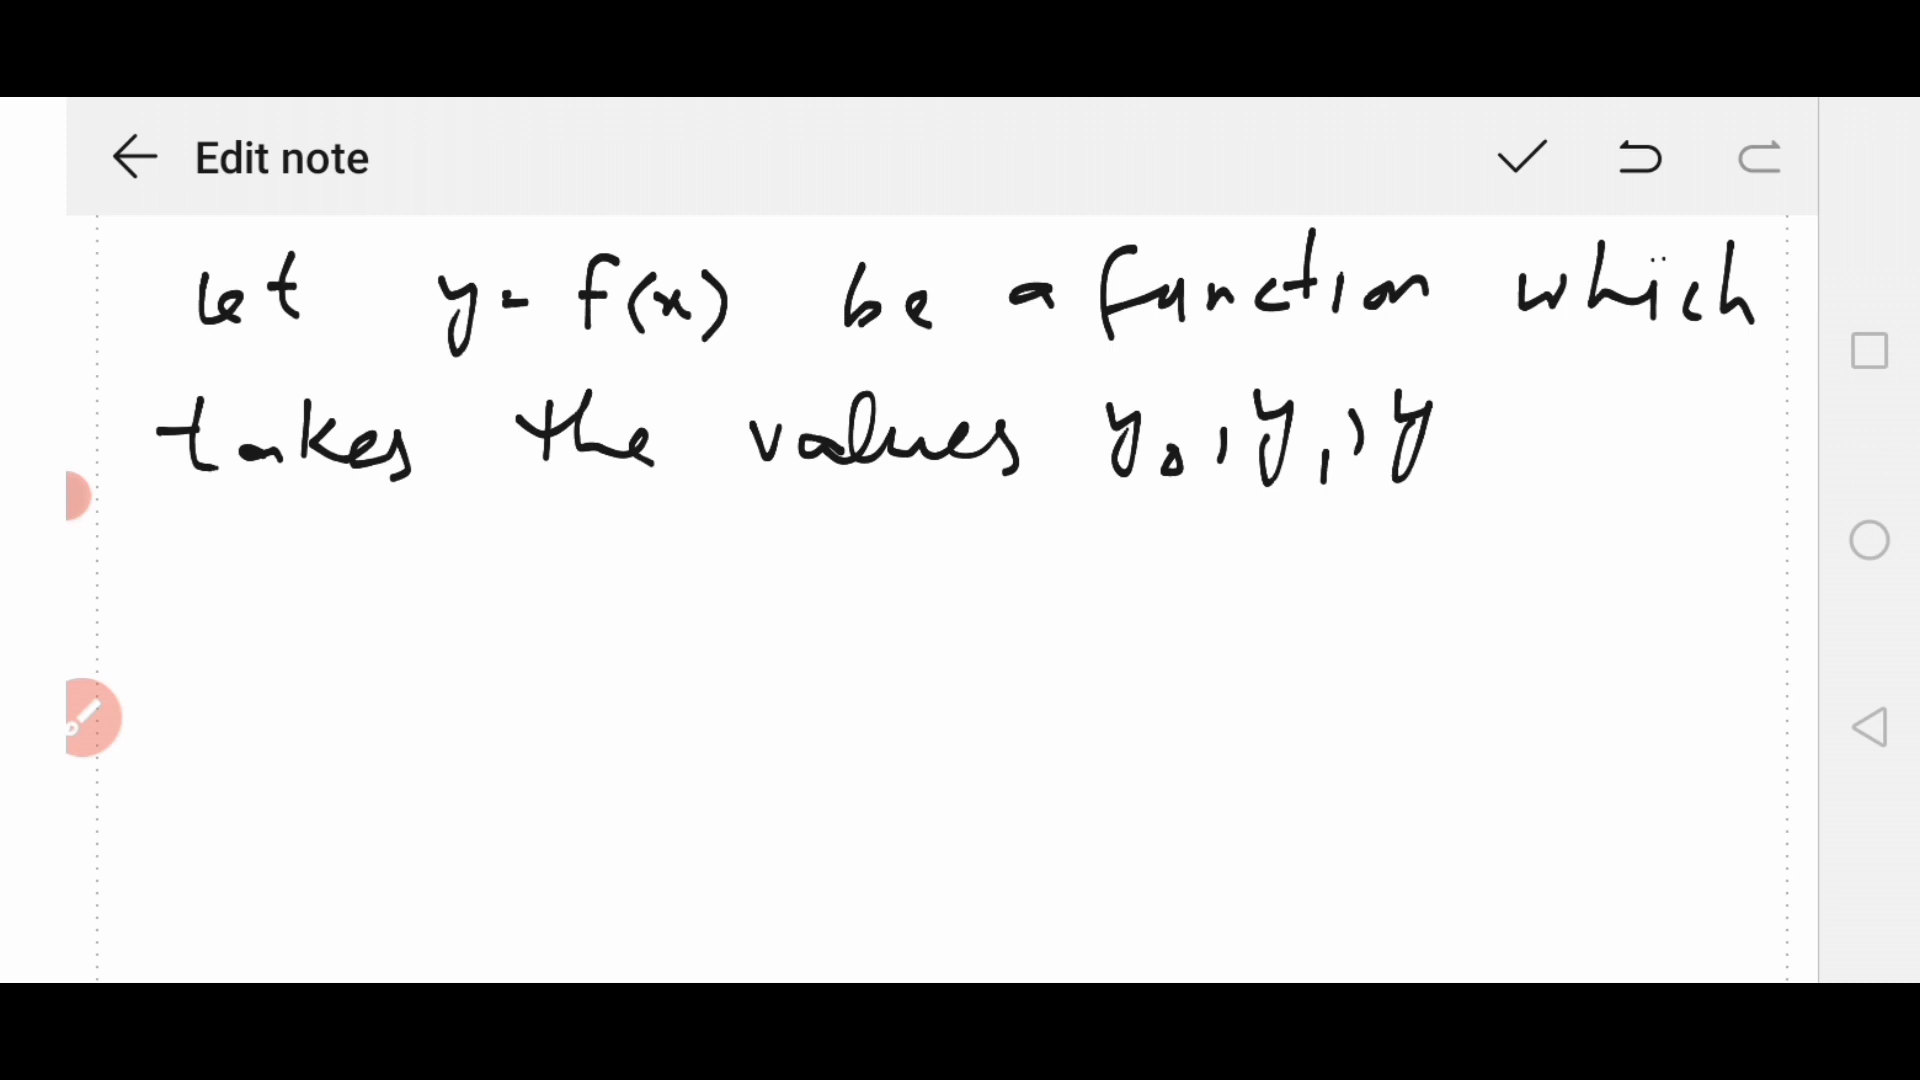 Edit note
let y = f(x) be a function which
takes the values y₀, y₁, y